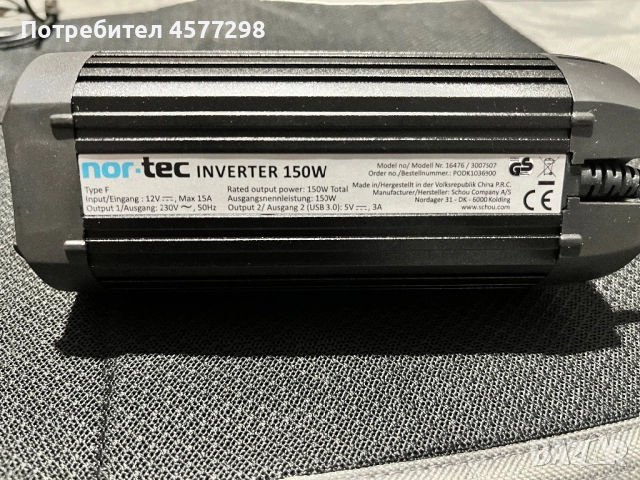 Потребител 4577298
nor·tec INVERTER 150W
Model no/ Modell Nr. 16476 / 3007507
Order no./Bestellnummer.: PODK1036900
Made in/Hergestellt in der Volksrepublik China P.R.C.
Manufacturer/Hersteller: Schou Company A/S
Nordager 31 - DK - 6000 Kolding
www.schou.com
Type F
Input/Eingang : 12V⎓, Max 15A
Output 1/Ausgang: 230V ~, 50Hz
Rated output power: 150W Total
Ausgangsnennleistung: 150W
Output 2/ Ausgang 2 (USB 3.0): 5V⎓, 3A
GS
CE
BAZAR